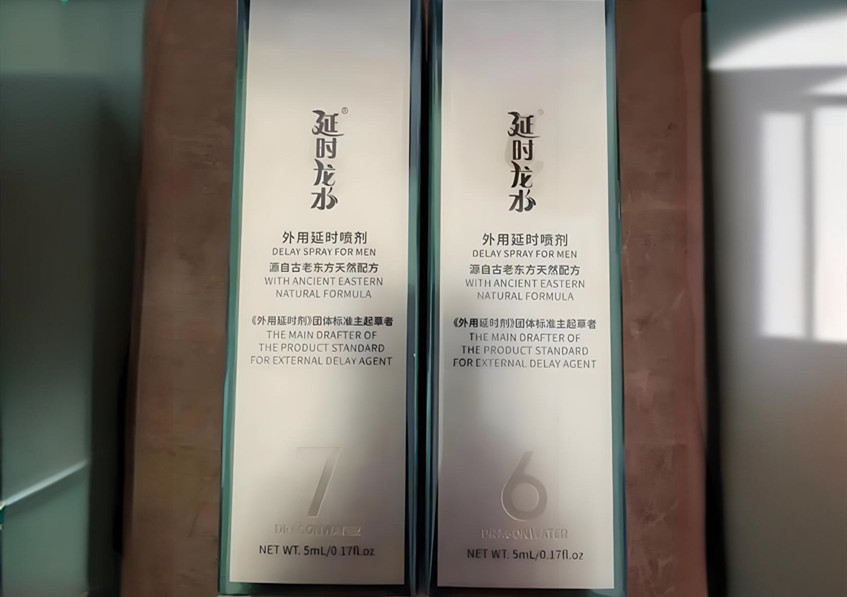 延时龙水®
外用延时喷剂
DELAY SPRAY FOR MEN
源自古老东方天然配方
WITH ANCIENT EASTERN
NATURAL FORMULA
《外用延时剂》团体标准主起草者
THE MAIN DRAFTER OF
THE PRODUCT STANDARD
FOR EXTERNAL DELAY AGENT
7
DRAGONWATER
NET WT. 5mL/0.17fl.oz
延时龙水®
外用延时喷剂
DELAY SPRAY FOR MEN
源自古老东方天然配方
WITH ANCIENT EASTERN
NATURAL FORMULA
《外用延时剂》团体标准主起草者
THE MAIN DRAFTER OF
THE PRODUCT STANDARD
FOR EXTERNAL DELAY AGENT
6
DRAGONWATER
NET WT. 5mL/0.17fl.oz